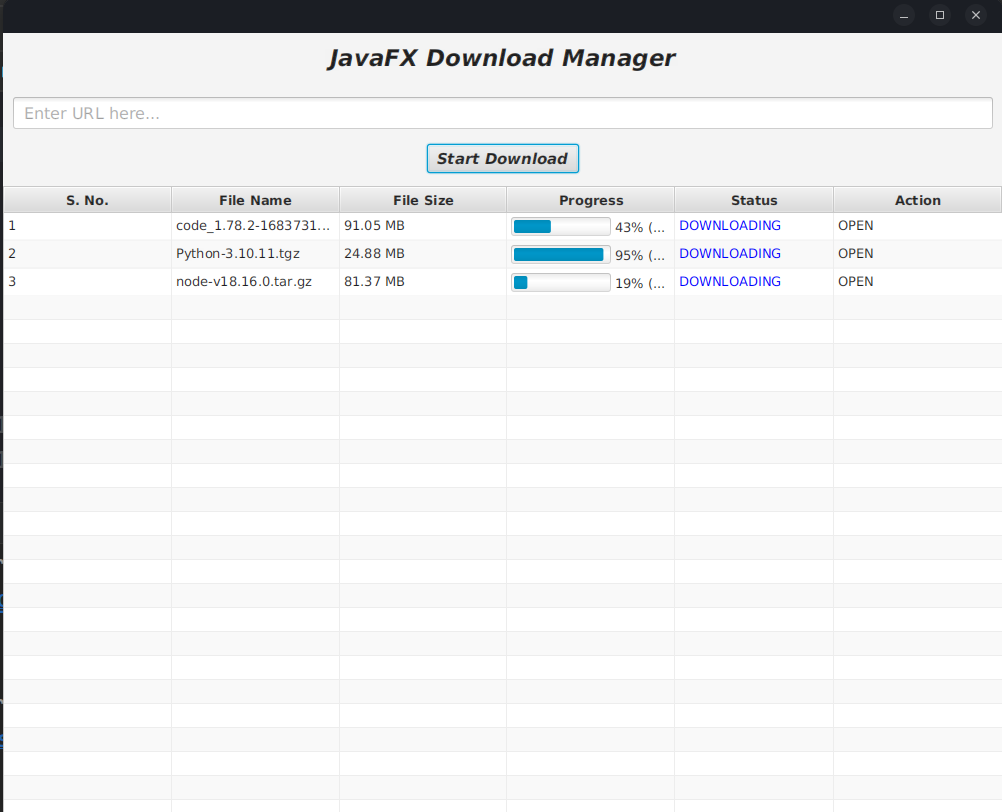 JavaFX Download Manager
Enter URL here...
Start Download
S. No. File Name File Size Progress Status Action
1 code_1.78.2-1683731... 91.05 MB 43% (... DOWNLOADING OPEN
2 Python-3.10.11.tgz 24.88 MB 95% (... DOWNLOADING OPEN
3 node-v18.16.0.tar.gz 81.37 MB 19% (... DOWNLOADING OPEN